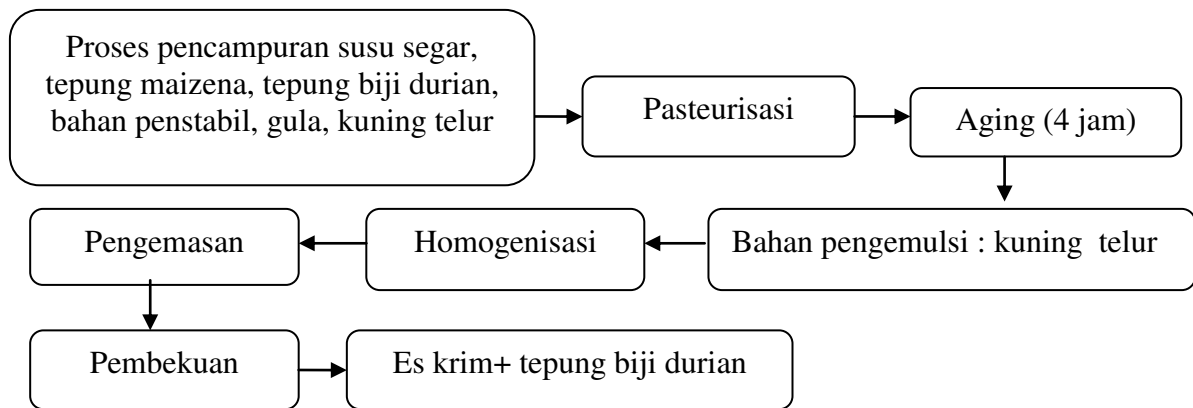 Proses pencampuran susu segar,
tepung maizena, tepung biji durian,
bahan penstabil, gula, kuning telur
Pasteurisasi
Aging (4 jam)
Bahan pengemulsi : kuning telur
Homogenisasi
Pengemasan
Pembekuan
Es krim+ tepung biji durian